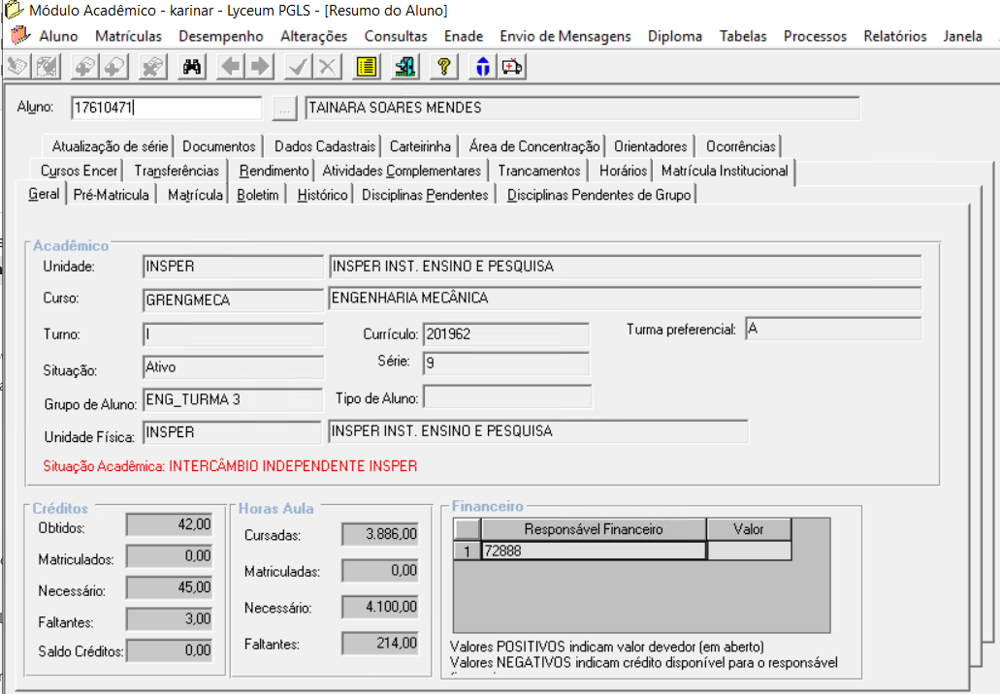 Módulo Acadêmico - karinar - Lyceum PGLS - [Resumo do Aluno]
Aluno Matrículas Desempenho Alterações Consultas Enade Envio de Mensagens Diploma Tabelas Processos Relatórios Janela
Aluno: 17610471 ... TAINARA SOARES MENDES
Atualização de série Documentos Dados Cadastrais Carteirinha Área de Concentração Orientadores Ocorrências
Cursos Encer Transferências Rendimento Atividades Complementares Trancamentos Horários Matrícula Institucional
Geral Pré-Matricula Matrícula Boletim Histórico Disciplinas Pendentes Disciplinas Pendentes de Grupo
Acadêmico
Unidade: INSPER INSPER INST. ENSINO E PESQUISA
Curso: GRENGMECA ENGENHARIA MECÂNICA
Turno: I Currículo: 201962 Turma preferencial: A
Situação: Ativo Série: 9
Grupo de Aluno: ENG_TURMA 3 Tipo de Aluno:
Unidade Física: INSPER INSPER INST. ENSINO E PESQUISA
Situação Acadêmica: INTERCÂMBIO INDEPENDENTE INSPER
Créditos
Obtidos: 42,00
Matriculados: 0,00
Necessário: 45,00
Faltantes: 3,00
Saldo Créditos: 0,00
Horas Aula
Cursadas: 3.886,00
Matriculadas: 0,00
Necessário: 4.100,00
Faltantes: 214,00
Financeiro
Responsável Financeiro Valor
1 72888
Valores POSITIVOS indicam valor devedor (em aberto)
Valores NEGATIVOS indicam crédito disponível para o responsável